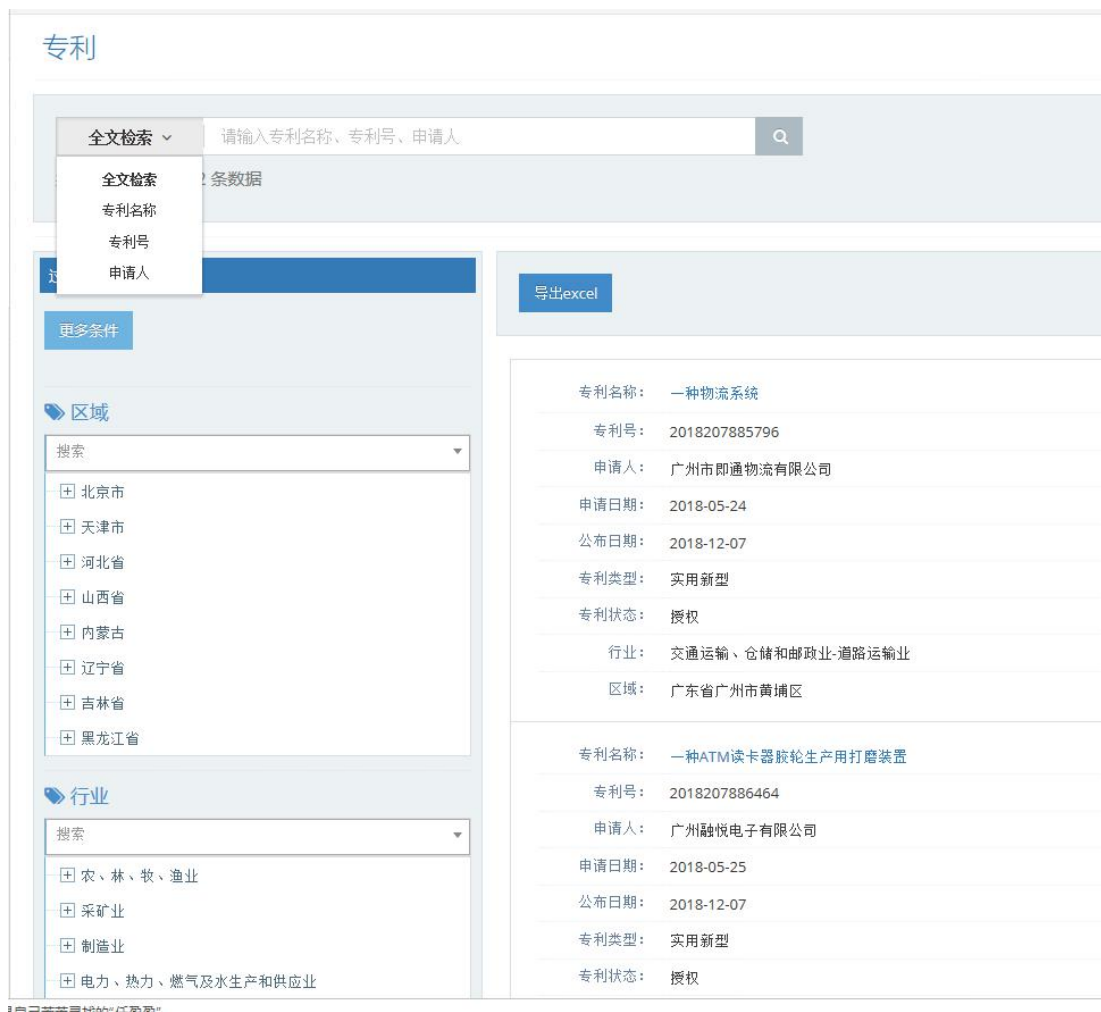 专利
全文检索
请输入专利名称、专利号、申请人
全文检索
2 条数据
专利名称
专利号
申请人
导出excel
更多条件
区域
搜索
北京市
天津市
河北省
山西省
内蒙古
辽宁省
吉林省
黑龙江省
行业
搜索
农、林、牧、渔业
采矿业
制造业
电力、热力、燃气及水生产和供应业
专利名称： 一种物流系统
专利号： 2018207885796
申请人： 广州市即通物流有限公司
申请日期： 2018-05-24
公布日期： 2018-12-07
专利类型： 实用新型
专利状态： 授权
行业： 交通运输、仓储和邮政业-道路运输业
区域： 广东省广州市黄埔区
专利名称： 一种ATM读卡器胶轮生产用打磨装置
专利号： 2018207886464
申请人： 广州融悦电子有限公司
申请日期： 2018-05-25
公布日期： 2018-12-07
专利类型： 实用新型
专利状态： 授权